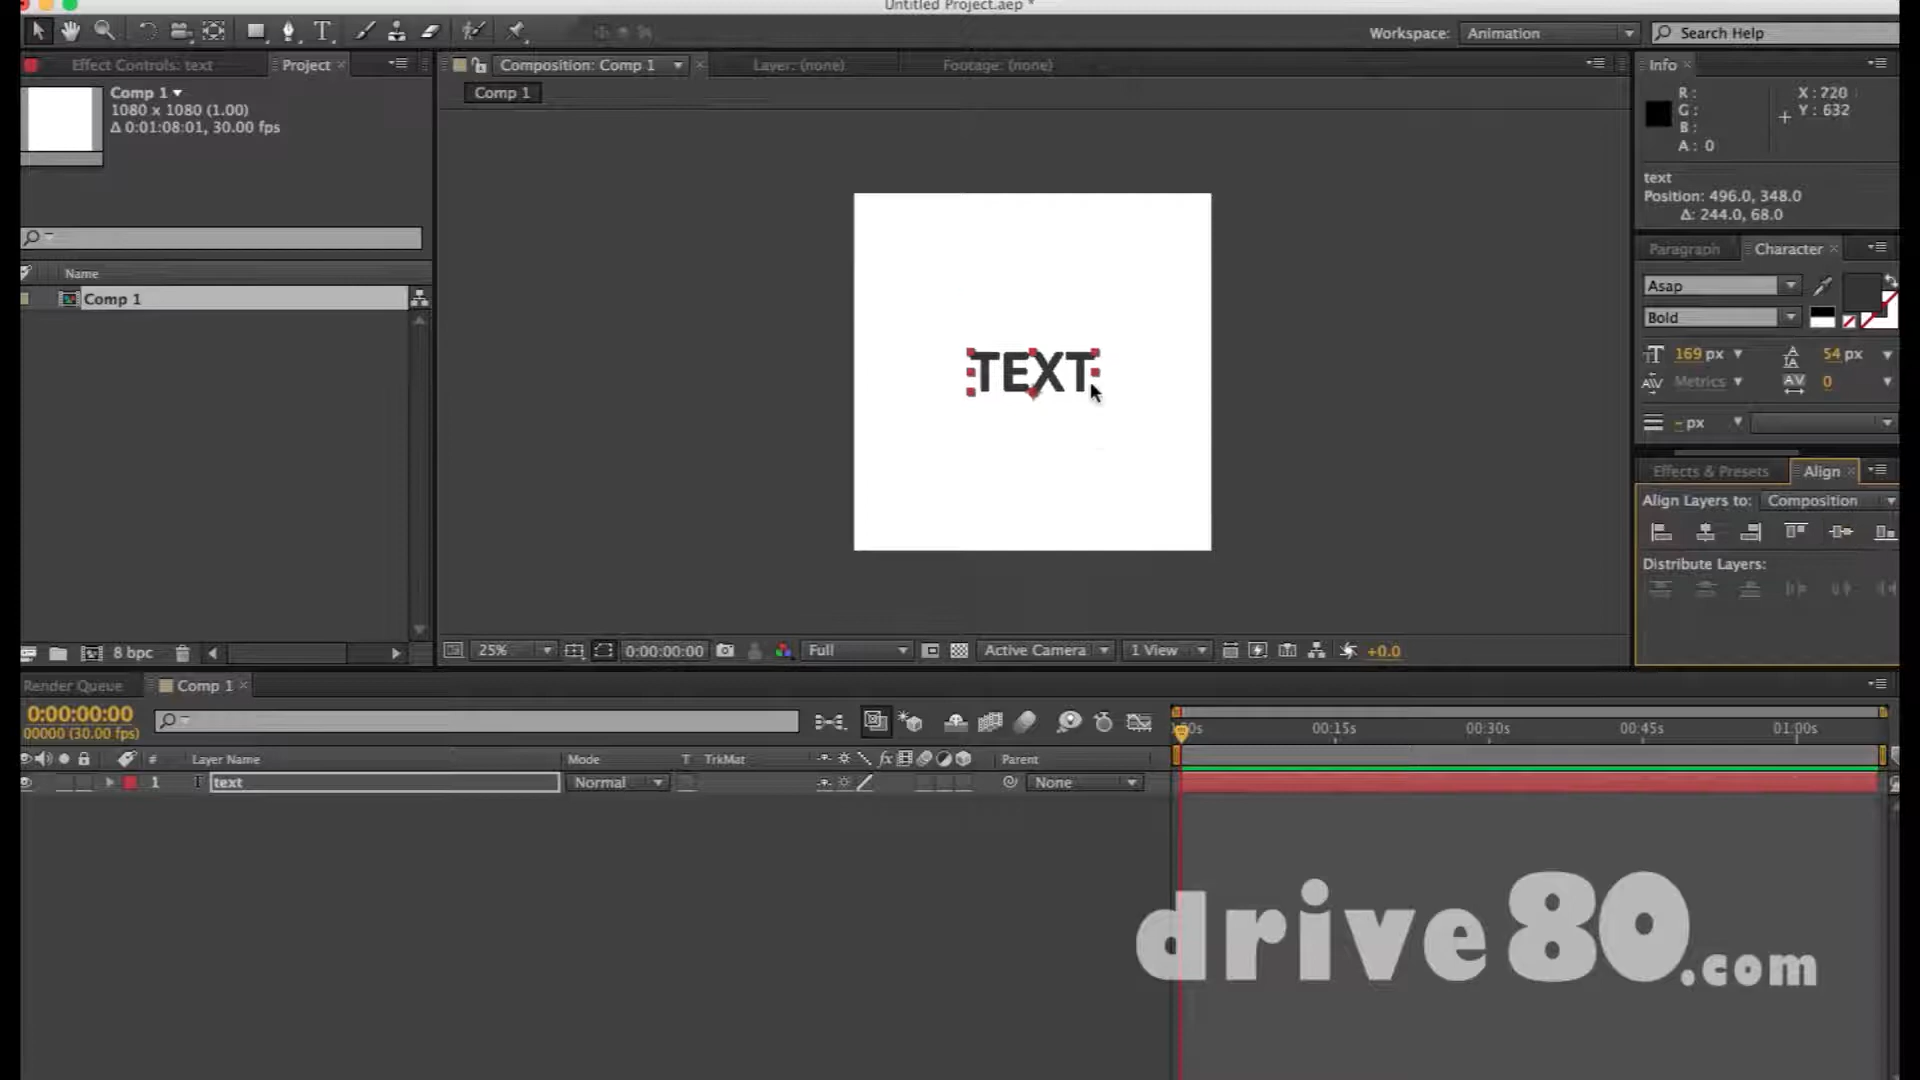 Untitled Project.aep *
Workspace: Animation
Search Help
Effect Controls: text
Project
Composition: Comp 1
Layer: (none)
Footage: (none)
Info
Comp 1
1080 x 1080 (1.00)
Δ 0:01:08:01, 30.00 fps
Comp 1
R :
G :
B :
A : 0
X : 720
Y : 632
text
Position: 496.0, 348.0
Δ: 244.0, 68.0
Paragraph
Character
Name
Comp 1
Asap
Bold
169 px
54 px
Metrics
0
- px
TEXT
Effects & Presets
Align
Align Layers to: Composition
Distribute Layers:
8 bpc
25%
0:00:00:00
Full
Active Camera
1 View
+0.0
Render Queue
Comp 1
0:00:00:00
00000 (30.00 fps)
00:15s
00:30s
00:45s
01:00s
# Layer Name
Mode
T TrkMat
Parent
1 text
Normal
None
drive80.com